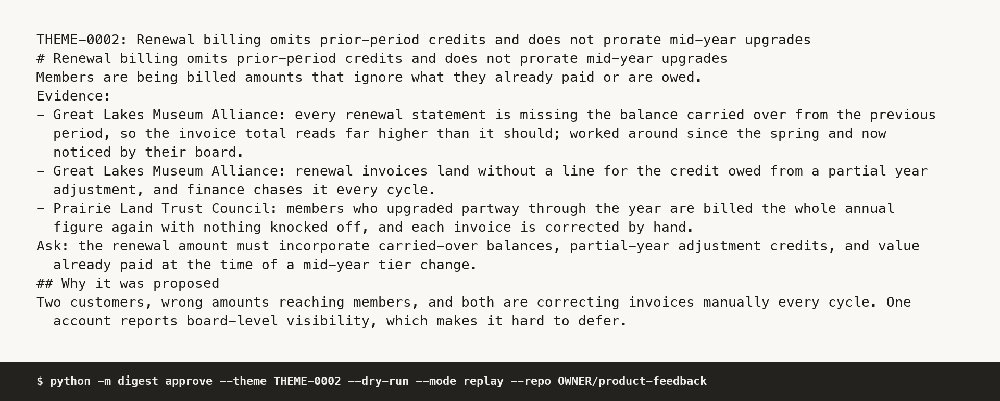 THEME-0002: Renewal billing omits prior-period credits and does not prorate mid-year upgrades
# Renewal billing omits prior-period credits and does not prorate mid-year upgrades
Members are being billed amounts that ignore what they already paid or are owed.
Evidence:
- Great Lakes Museum Alliance: every renewal statement is missing the balance carried over from the previous
period, so the invoice total reads far higher than it should; worked around since the spring and now
noticed by their board.
- Great Lakes Museum Alliance: renewal invoices land without a line for the credit owed from a partial year
adjustment, and finance chases it every cycle.
- Prairie Land Trust Council: members who upgraded partway through the year are billed the whole annual
figure again with nothing knocked off, and each invoice is corrected by hand.
Ask: the renewal amount must incorporate carried-over balances, partial-year adjustment credits, and value
already paid at the time of a mid-year tier change.
## Why it was proposed
Two customers, wrong amounts reaching members, and both are correcting invoices manually every cycle. One
account reports board-level visibility, which makes it hard to defer.
$ python -m digest approve --theme THEME-0002 --dry-run --mode replay --repo OWNER/product-feedback